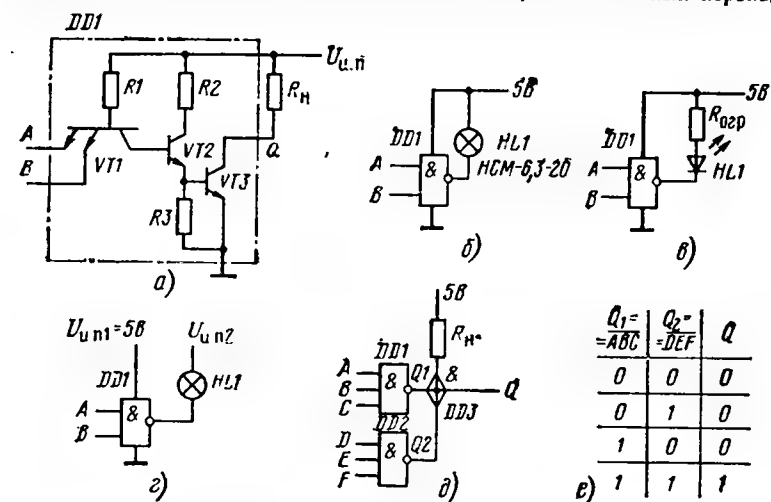 DD1
U и.п
R1
R2
Rн
A
B
VT1
VT2
VT3
Q
R3
а)
5В
DD1
&
A
B
HL1
НСМ-6,3-20
б)
5В
Rогр
DD1
&
A
B
HL1
в)
Uи п1=5В
Uи п2
DD1
&
A
B
HL1
г)
5В
Rн
DD1
A
B
C
&
Q1
&
Q
DD3
DD2
D
E
F
&
Q2
д)
Q1= =ABC Q2= =DEF Q
0 0 0
0 1 0
1 0 0
1 1 1
е)